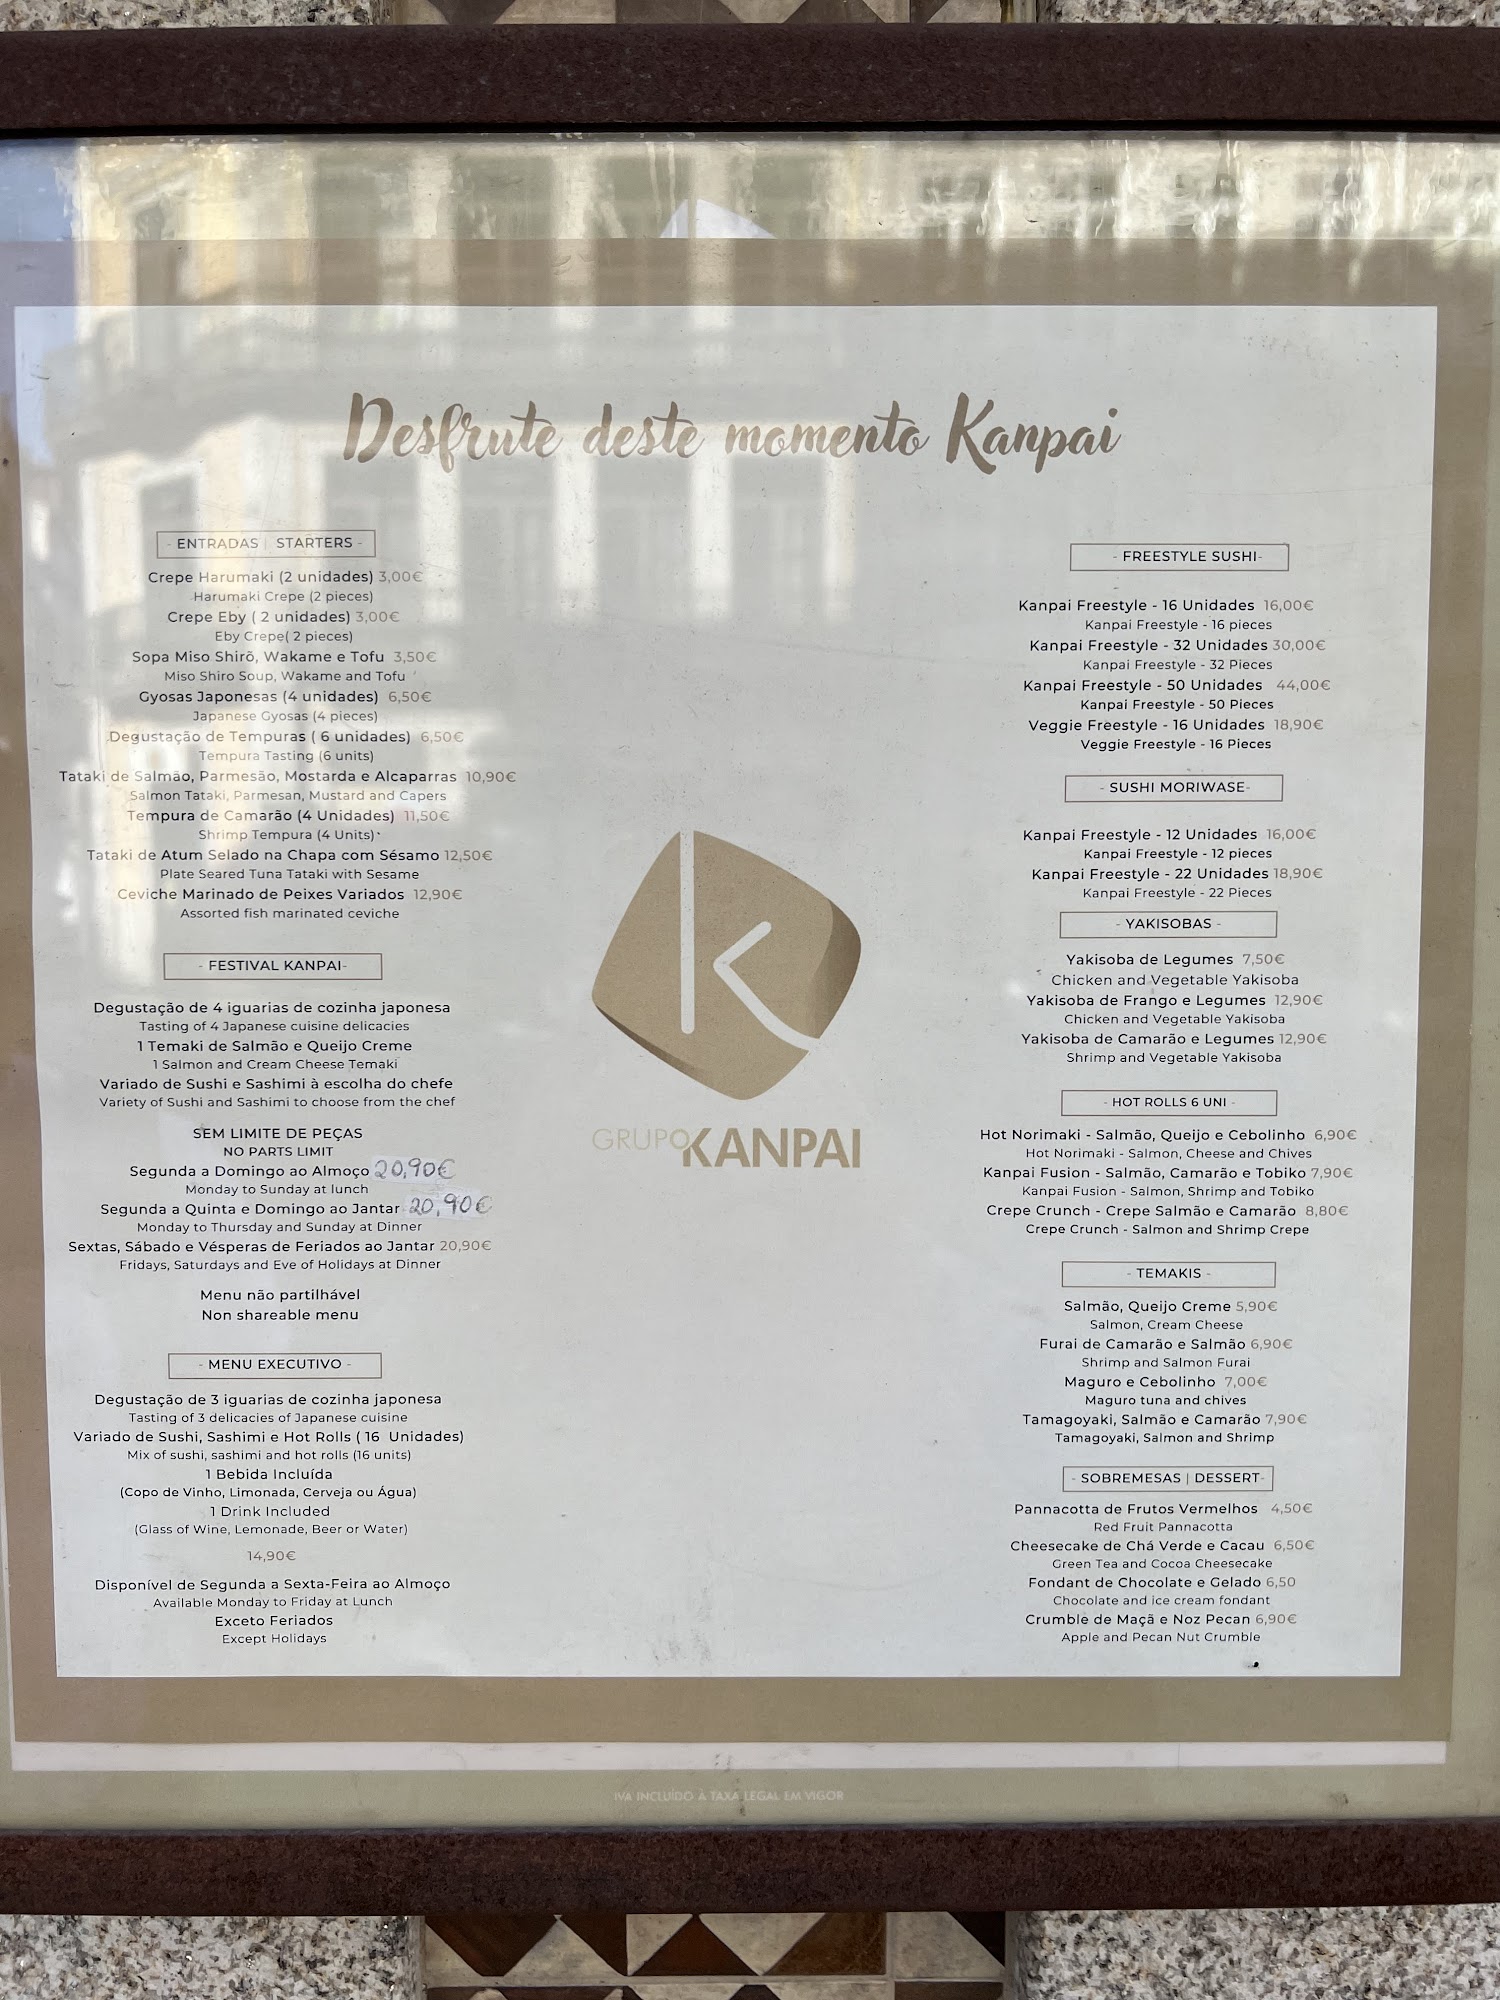 Desfrute deste momento Kanpai
- ENTRADAS | STARTERS -
Crepe Harumaki (2 unidades) 3,00€
Harumaki Crepe (2 pieces)
Crepe Eby ( 2 unidades) 3,00€
Eby Crepe( 2 pieces)
Sopa Miso Shirō, Wakame e Tofu 3,50€
Miso Shiro Soup, Wakame and Tofu
Gyosas Japonesas (4 unidades) 6,50€
Japanese Gyosas (4 pieces)
Degustação de Tempuras ( 6 unidades) 6,50€
Tempura Tasting (6 units)
Tataki de Salmão, Parmesão, Mostarda e Alcaparras 10,90€
Salmon Tataki, Parmesan, Mustard and Capers
Tempura de Camarão (4 Unidades) 11,50€
Shrimp Tempura (4 Units)
Tataki de Atum Selado na Chapa com Sésamo 12,50€
Plate Seared Tuna Tataki with Sesame
Ceviche Marinado de Peixes Variados 12,90€
Assorted fish marinated ceviche
- FESTIVAL KANPAI-
Degustação de 4 iguarias de cozinha japonesa
Tasting of 4 Japanese cuisine delicacies
1 Temaki de Salmão e Queijo Creme
1 Salmon and Cream Cheese Temaki
Variado de Sushi e Sashimi à escolha do chefe
Variety of Sushi and Sashimi to choose from the chef
SEM LIMITE DE PEÇAS
NO PARTS LIMIT
Segunda a Domingo ao Almoço 20,90€
Monday to Sunday at lunch
Segunda a Quinta e Domingo ao Jantar 20,90€
Monday to Thursday and Sunday at Dinner
Sextas, Sábado e Vésperas de Feriados ao Jantar 20,90€
Fridays, Saturdays and Eve of Holidays at Dinner
Menu não partilhável
Non shareable menu
- MENU EXECUTIVO -
Degustação de 3 iguarias de cozinha japonesa
Tasting of 3 delicacies of Japanese cuisine
Variado de Sushi, Sashimi e Hot Rolls ( 16 Unidades)
Mix of sushi, sashimi and hot rolls (16 units)
1 Bebida Incluída
(Copo de Vinho, Limonada, Cerveja ou Água)
1 Drink Included
(Glass of Wine, Lemonade, Beer or Water)
14,90€
Disponível de Segunda a Sexta-Feira ao Almoço
Available Monday to Friday at Lunch
Exceto Feriados
Except Holidays
GRUPO KANPAI
- FREESTYLE SUSHI-
Kanpai Freestyle - 16 Unidades 16,00€
Kanpai Freestyle - 16 pieces
Kanpai Freestyle - 32 Unidades 30,00€
Kanpai Freestyle - 32 Pieces
Kanpai Freestyle - 50 Unidades 44,00€
Kanpai Freestyle - 50 Pieces
Veggie Freestyle - 16 Unidades 18,90€
Veggie Freestyle - 16 Pieces
- SUSHI MORIWASE-
Kanpai Freestyle - 12 Unidades 16,00€
Kanpai Freestyle - 12 pieces
Kanpai Freestyle - 22 Unidades 18,90€
Kanpai Freestyle - 22 Pieces
- YAKISOBAS -
Yakisoba de Legumes 7,50€
Chicken and Vegetable Yakisoba
Yakisoba de Frango e Legumes 12,90€
Chicken and Vegetable Yakisoba
Yakisoba de Camarão e Legumes 12,90€
Shrimp and Vegetable Yakisoba
- HOT ROLLS 6 UNI -
Hot Norimaki - Salmão, Queijo e Cebolinho 6,90€
Hot Norimaki - Salmon, Cheese and Chives
Kanpai Fusion - Salmão, Camarão e Tobiko 7,90€
Kanpai Fusion - Salmon, Shrimp and Tobiko
Crepe Crunch - Crepe Salmão e Camarão 8,80€
Crepe Crunch - Salmon and Shrimp Crepe
- TEMAKIS -
Salmão, Queijo Creme 5,90€
Salmon, Cream Cheese
Furai de Camarão e Salmão 6,90€
Shrimp and Salmon Furai
Maguro e Cebolinho 7,00€
Maguro tuna and chives
Tamagoyaki, Salmão e Camarão 7,90€
Tamagoyaki, Salmon and Shrimp
- SOBREMESAS | DESSERT-
Pannacotta de Frutos Vermelhos 4,50€
Red Fruit Pannacotta
Cheesecake de Chá Verde e Cacau 6,50€
Green Tea and Cocoa Cheesecake
Fondant de Chocolate e Gelado 6,50
Chocolate and ice cream fondant
Crumble de Maçã e Noz Pecan 6,90€
Apple and Pecan Nut Crumble
IVA INCLUÍDO À TAXA LEGAL EM VIGOR